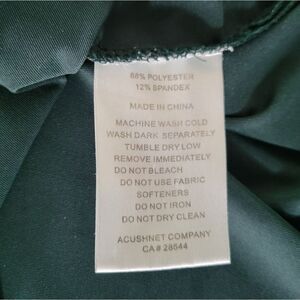 88% POLYESTER
12% SPANDEX
MADE IN CHINA
MACHINE WASH COLD
WASH DARK SEPARATELY
TUMBLE DRY LOW
REMOVE IMMEDIATELY
DO NOT BLEACH
DO NOT USE FABRIC
SOFTENERS
DO NOT IRON
DO NOT DRY CLEAN
ACUSHNET COMPANY
CA# 28544